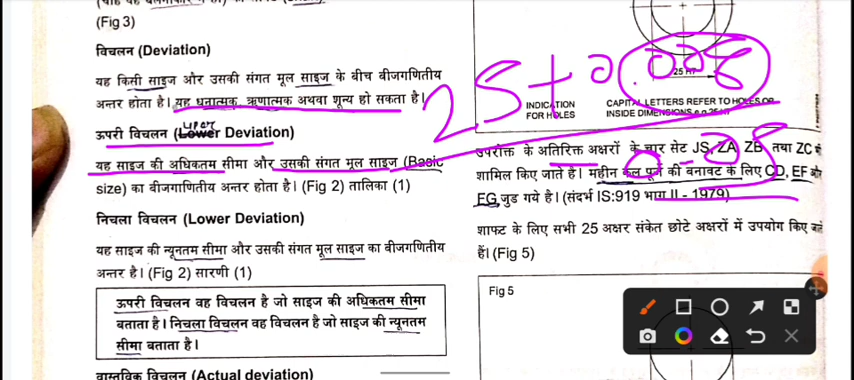 (Fig 3)
विचलन (Deviation)
यह किसी साइज और उसकी संगत मूल साइज के बीच बीजगणितीय
अन्तर होता है। यह धनात्मक, ऋणात्मक अथवा शून्य हो सकता है।
upper
ऊपरी विचलन (Lower Deviation)
यह साइज की अधिकतम सीमा और उसकी संगत मूल साइज (Basic
size) का बीजगणितीय अन्तर होता है। (Fig 2) तालिका (1)
निचला विचलन (Lower Deviation)
यह साइज की न्यूनतम सीमा और उसकी संगत मूल साइज का बीजगणितीय
अन्तर है। (Fig 2) सारणी (1)
ऊपरी विचलन वह विचलन है जो साइज की अधिकतम सीमा
बताता है। निचला विचलन वह विचलन है जो साइज की न्यूनतम
सीमा बताता है।
वास्तविक विचलन (Actual deviation)
25 H7
25+0.008
INDICATION
FOR HOLES
CAPITAL LETTERS REFER TO HOLES OR
INSIDE DIMENSIONS
उपरोक्त के अतिरिक्त अक्षरों के चार सेट JS, ZA, ZB, तथा ZC
शामिल किए जाते है। महीन कल पूर्जे की बनावट के लिए CD, EF और
FG जुड गये है। (संदर्भ IS:919 भाग II - 1979)
शाफ्ट के लिए सभी 25 अक्षर संकेत छोटे अक्षरों में उपयोग किए जाते
हैं। (Fig 5)
Fig 5